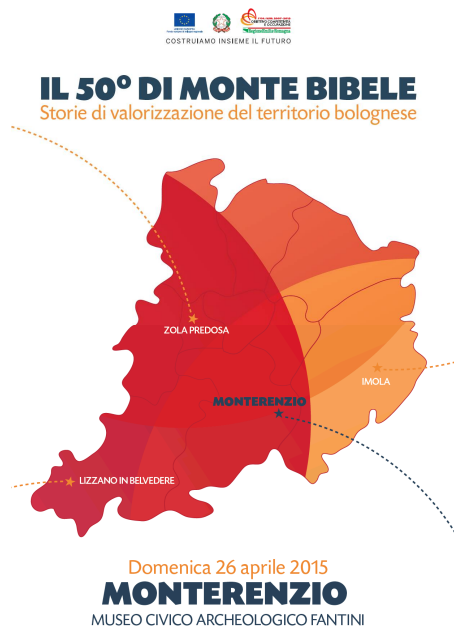 COSTRUIAMO INSIEME IL FUTURO
IL 50º DI MONTE BIBELE
Storie di valorizzazione del territorio bolognese
ZOLA PREDOSA
IMOLA
MONTERENZIO
LIZZANO IN BELVEDERE
Domenica 26 aprile 2015
MONTERENZIO
MUSEO CIVICO ARCHEOLOGICO FANTINI